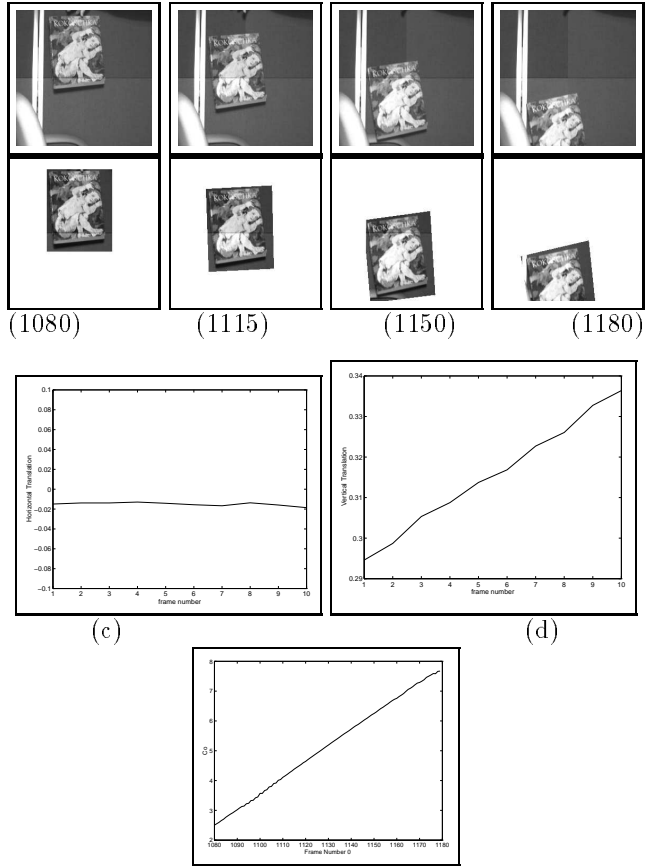 (1080) (1115) (1150) (1180)
0.1
0.08
0.06
0.04
0.02
0
−0.02
−0.04
−0.06
−0.08
−0.1
Horizontal Translation
1 2 3 4 5 6 7 8 9 10
frame number
(c)
0.34
0.33
0.32
0.31
0.3
0.29
Vertical Translation
1 2 3 4 5 6 7 8 9 10
frame number
(d)
8
7
6
5
4
3
2
Co
1080 1090 1100 1110 1120 1130 1140 1150 1160 1170 1180
Frame Number 0